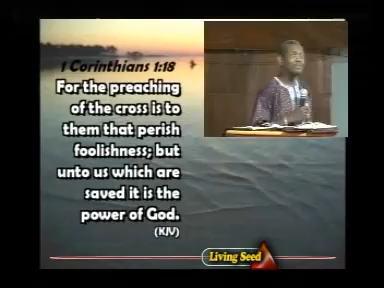 1 Corinthians 1:18
For the preaching
of the cross is to
them that perish
foolishness; but
unto us which are
saved it is the
power of God.
(KJV)
Living Seed